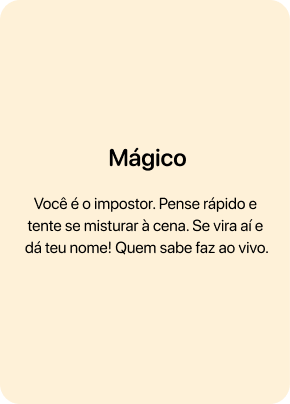 Mágico
Você é o impostor. Pense rápido e
tente se misturar à cena. Se vira aí e
dá teu nome! Quem sabe faz ao vivo.